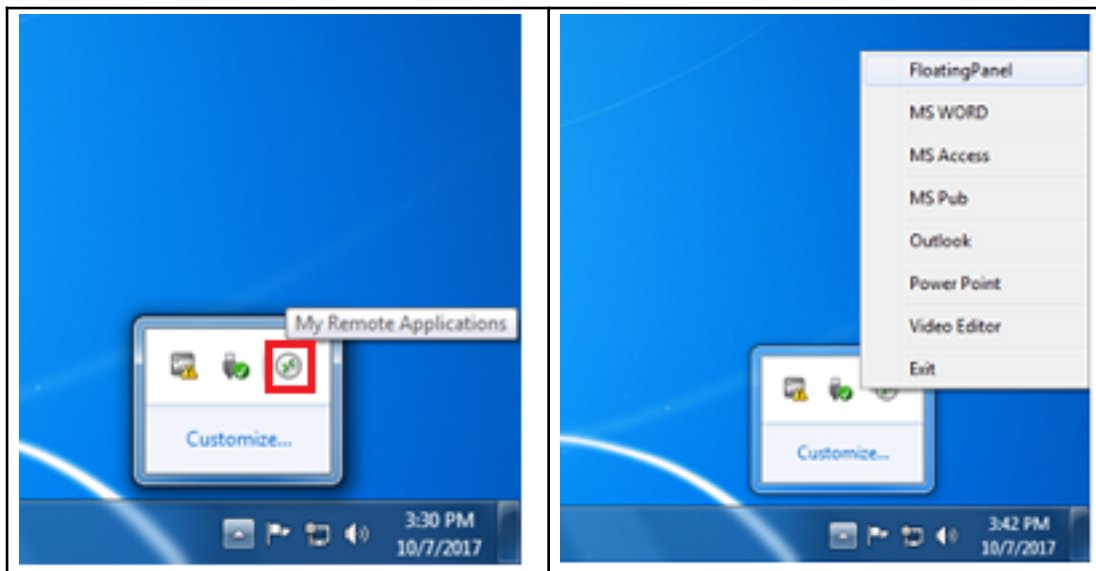 My Remote Applications
Customize...
3:30 PM
10/7/2017
FloatingPanel
MS WORD
MS Access
MS Pub
Outlook
Power Point
Video Editor
Exit
Customize...
3:42 PM
10/7/2017